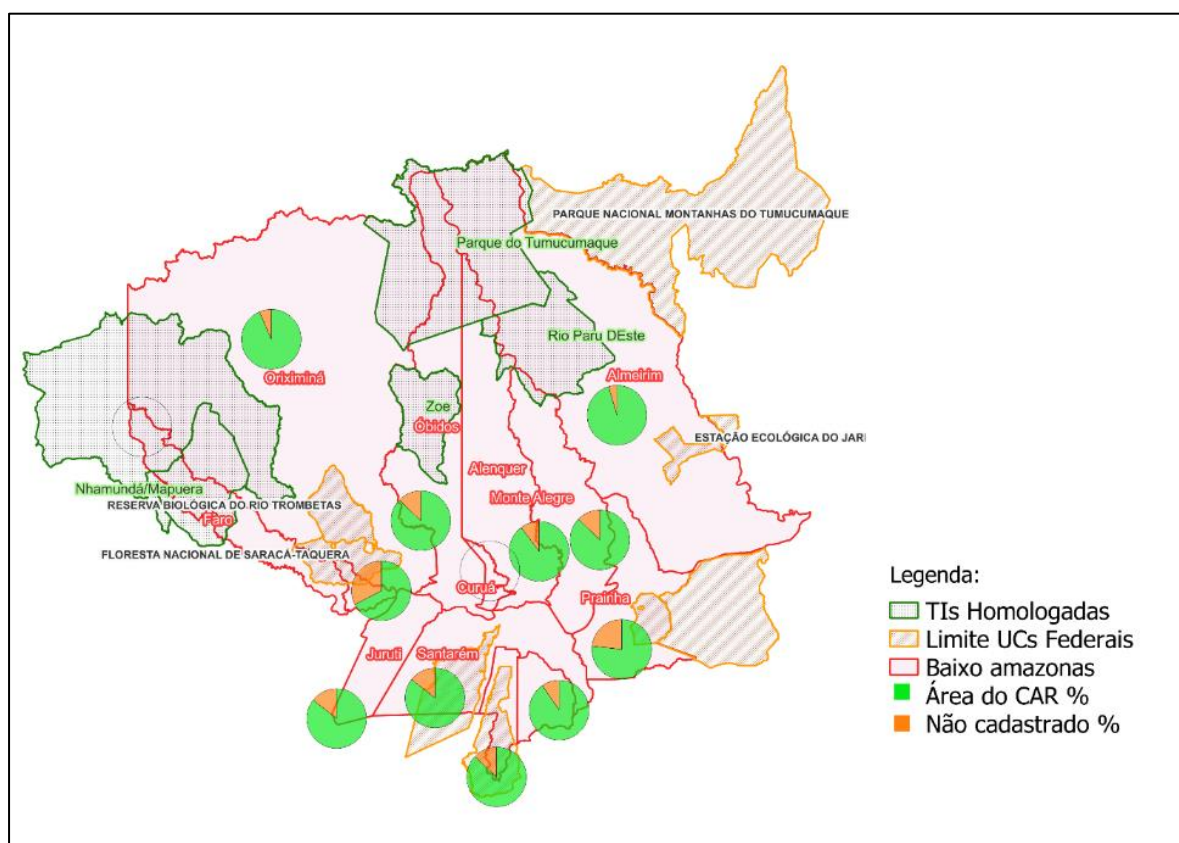 PARQUE NACIONAL MONTANHAS DO TUMUCUMAQUE
Parque do Tumucumaque
Rio Paru DEste
Oriximiná
Almeirim
Zoe
Óbidos
ESTAÇÃO ECOLÓGICA DO JARI
Alenquer
Nhamundá/Mapuera
Monte Alegre
RESERVA BIOLÓGICA DO RIO TROMBETAS
Faro
FLORESTA NACIONAL DE SARACÁ-TAQUERA
Curuá
Prainha
Juruti
Santarém
Legenda:
TIs Homologadas
Limite UCs Federais
Baixo amazonas
Área do CAR %
Não cadastrado %